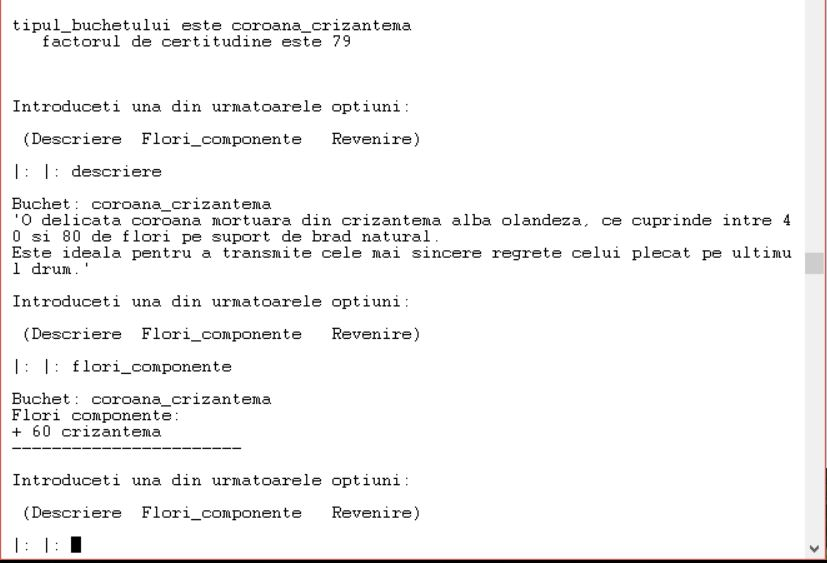 tipul_buchetului este coroana_crizantema
factorul de certitudine este 79
Introduceti una din urmatoarele optiuni:
(Descriere  Flori_componente   Revenire)
|: |: descriere
Buchet: coroana_crizantema
'O delicata coroana mortuara din crizantema alba olandeza, ce cuprinde intre 4
0 si 80 de flori pe suport de brad natural.
Este ideala pentru a transmite cele mai sincere regrete celui plecat pe ultimu
l drum.'
Introduceti una din urmatoarele optiuni:
(Descriere  Flori_componente   Revenire)
|: |: flori_componente
Buchet: coroana_crizantema
Flori componente:
+ 60 crizantema
-----------------------
Introduceti una din urmatoarele optiuni:
(Descriere  Flori_componente   Revenire)
|: |: